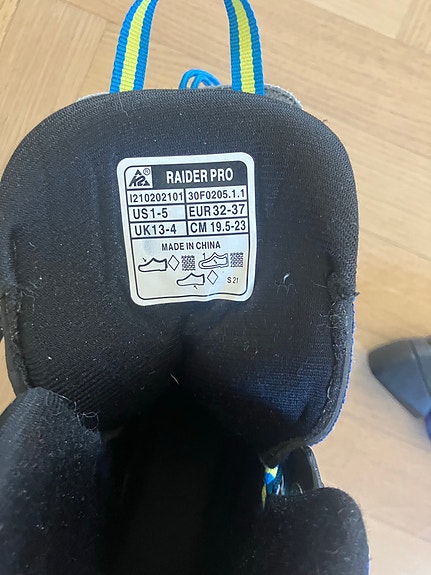 K2 RAIDER PRO
I210202101 30F0205.1.1
US1-5 EUR 32-37
UK13-4 CM 19.5-23
MADE IN CHINA
S 21